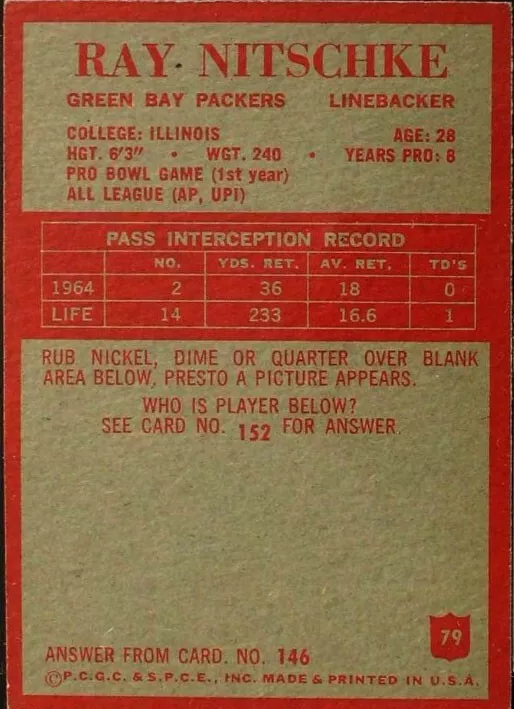 RAY NITSCHKE
GREEN BAY PACKERS LINEBACKER
COLLEGE: ILLINOIS AGE: 28
HGT. 6'3" • WGT. 240 • YEARS PRO: 8
PRO BOWL GAME (1st year)
ALL LEAGUE (AP, UPI)
PASS INTERCEPTION RECORD
NO. YDS. RET. AV. RET. TD'S
1964 2 36 18 0
LIFE 14 233 16.6 1
RUB NICKEL, DIME OR QUARTER OVER BLANK
AREA BELOW, PRESTO A PICTURE APPEARS.
WHO IS PLAYER BELOW?
SEE CARD NO. 152 FOR ANSWER
79
ANSWER FROM CARD. NO. 146
©P.C.G.C. & S.P.C.E., INC. MADE & PRINTED IN U.S.A.